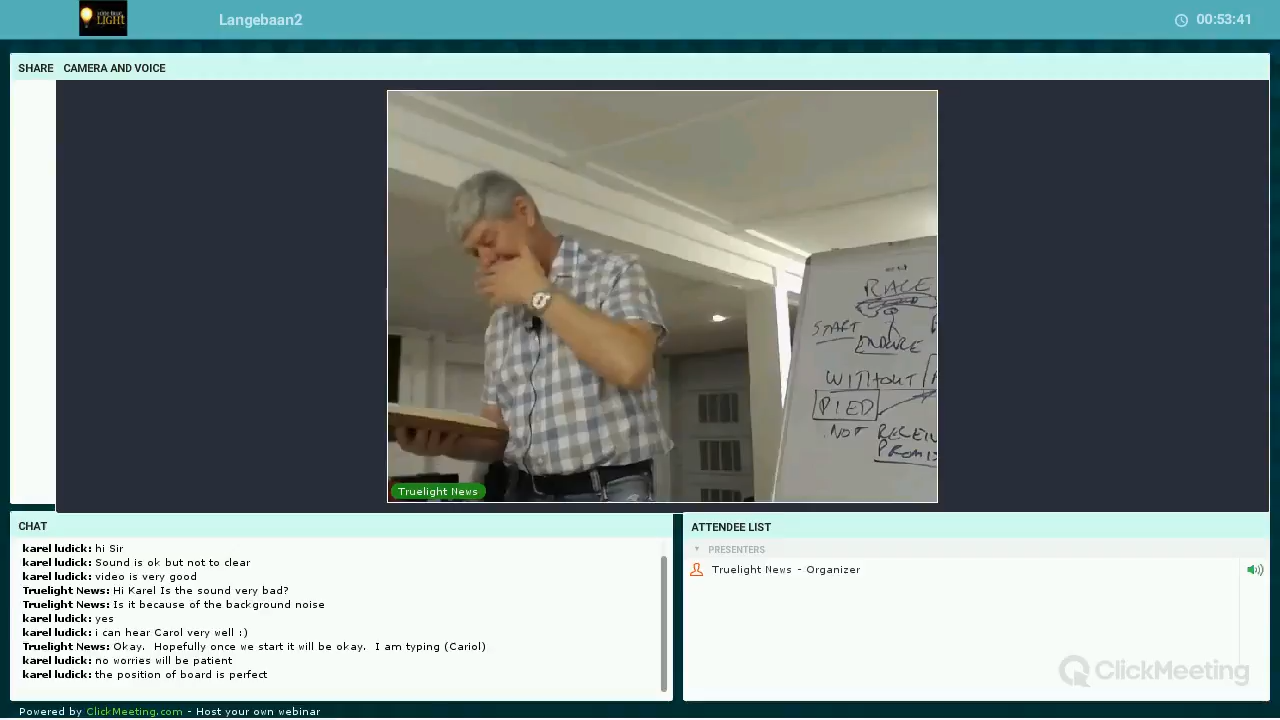 LIGHT
Langebaan2
00:53:41
SHARE CAMERA AND VOICE
RACE
START
ENDURE
WITHOUT
PIED
NOT RECEIV
PROMIS
Truelight News
CHAT
karel ludick: hi Sir
karel ludick: Sound is ok but not to clear
karel ludick: video is very good
Truelight News: Hi Karel Is the sound very bad?
Truelight News: Is it because of the background noise
karel ludick: yes
karel ludick: i can hear Carol very well :)
Truelight News: Okay. Hopefully once we start it will be okay. I am typing (Cariol)
karel ludick: no worries will be patient
karel ludick: the position of board is perfect
ATTENDEE LIST
PRESENTERS
Truelight News - Organizer
ClickMeeting
Powered by ClickMeeting.com - Host your own webinar